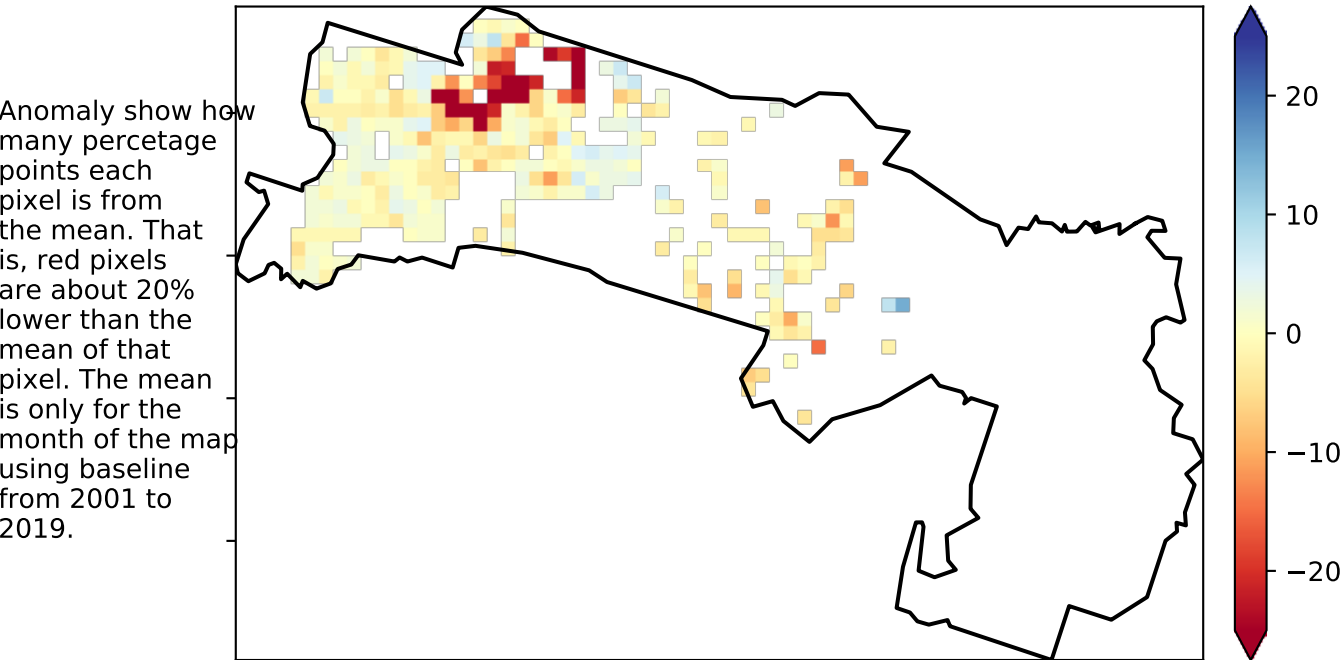 Anomaly show how
many percetage
points each
pixel is from
the mean. That
is, red pixels
are about 20%
lower than the
mean of that
pixel. The mean
is only for the
month of the map
using baseline
from 2001 to
2019.
20
10
0
−10
−20